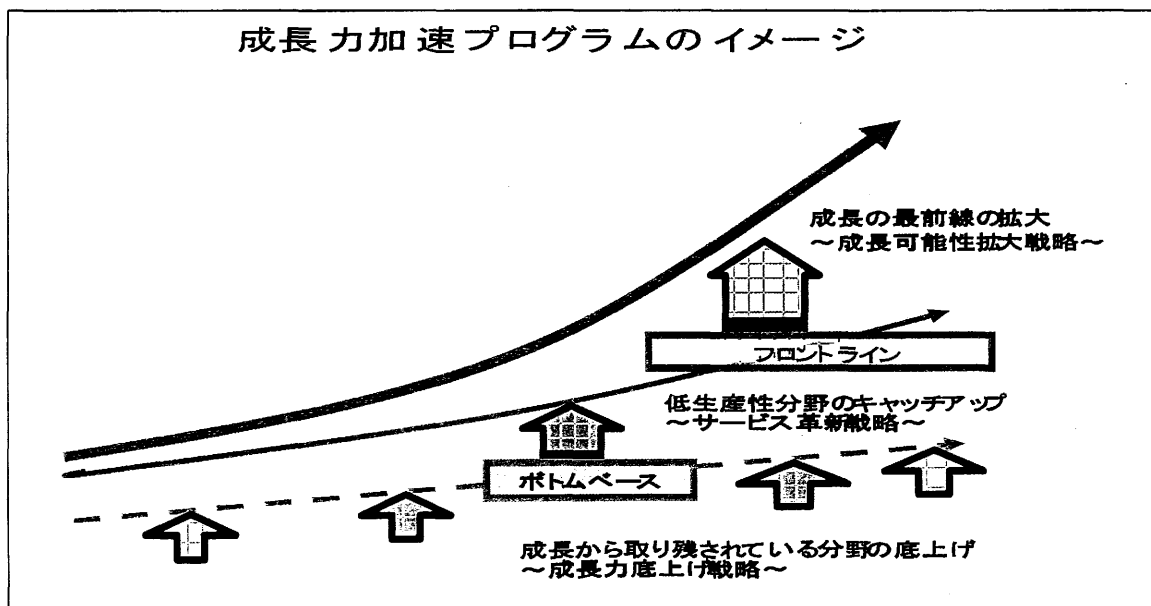 成長力加速プログラムのイメージ
成長の最前線の拡大
～成長可能性拡大戦略～
フロントライン
低生産性分野のキャッチアップ
～サービス革新戦略～
ボトムベース
成長から取り残されている分野の底上げ
～成長力底上げ戦略～